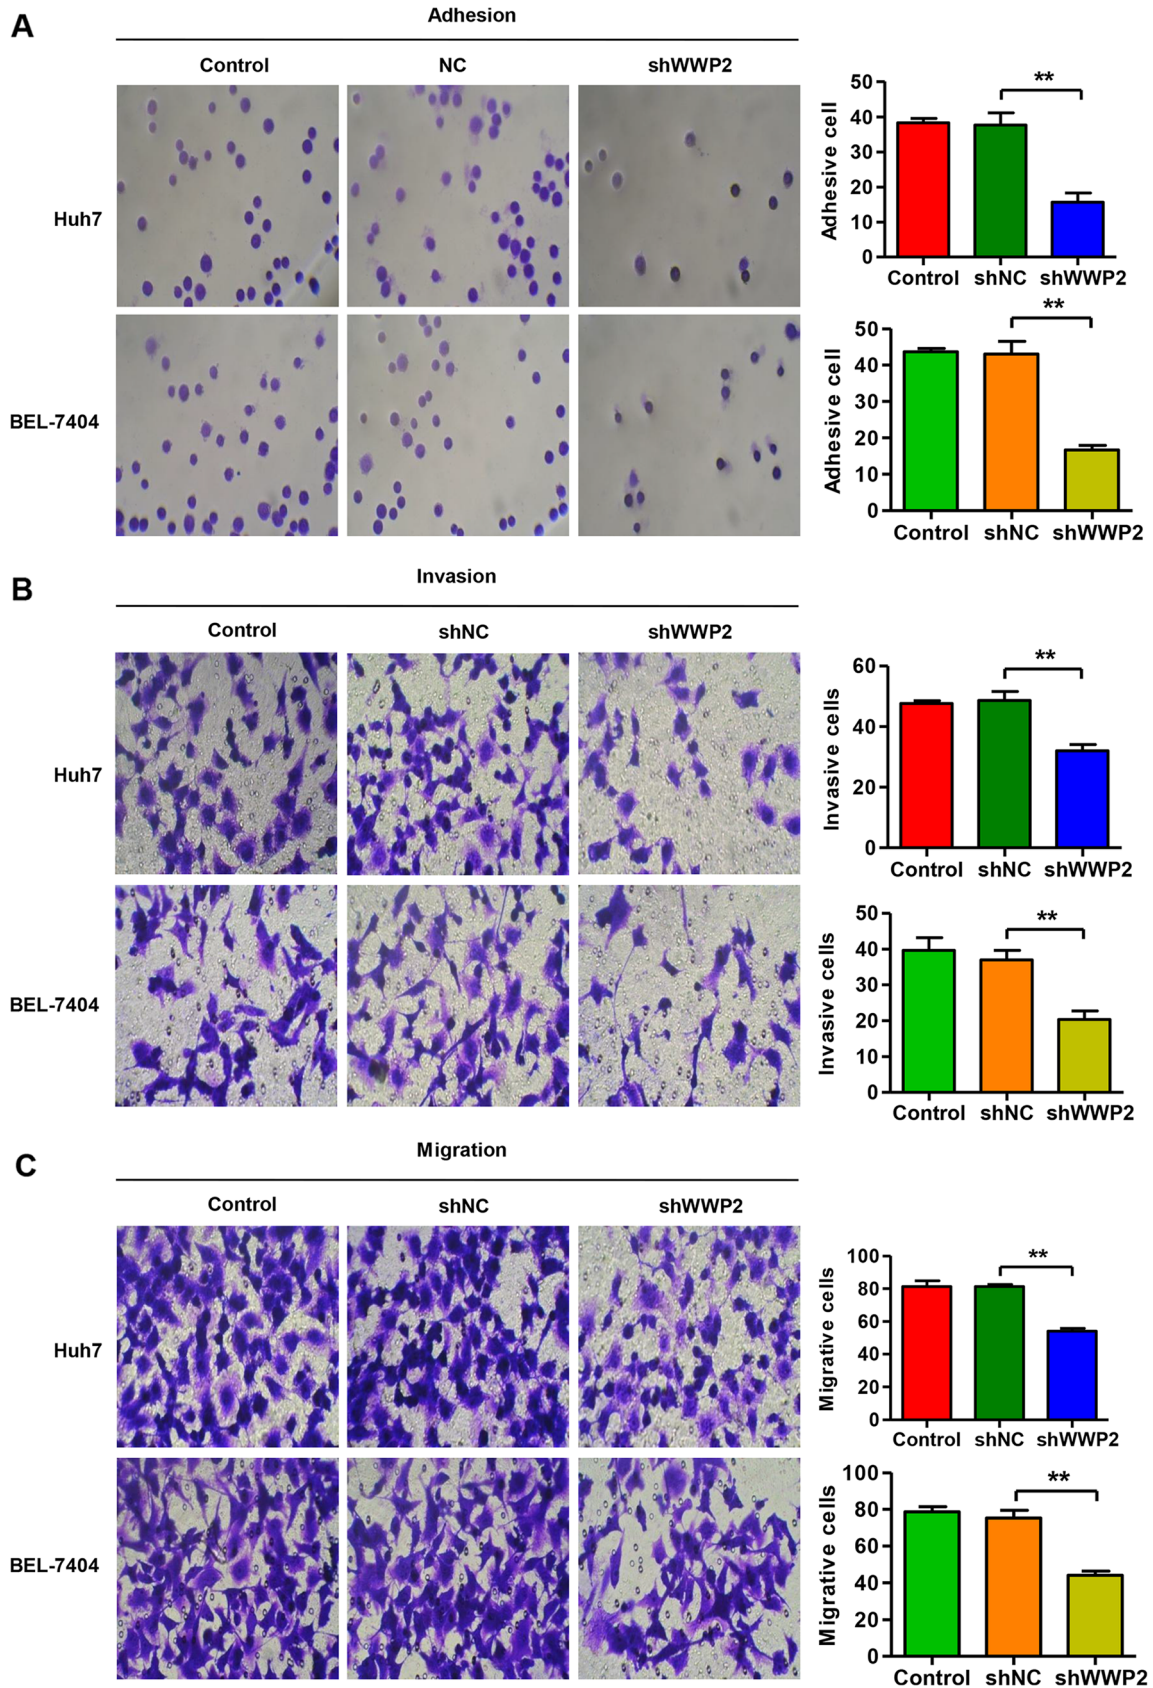 A
Adhesion
Control NC shWWP2
Huh7
BEL-7404
Adhesive cell
50
40
30
20
10
0
**
Control shNC shWWP2
Adhesive cell
50
40
30
20
10
0
**
Control shNC shWWP2
B
Invasion
Control shNC shWWP2
Huh7
BEL-7404
Invasive cells
60
40
20
0
**
Control shNC shWWP2
Invasive cells
50
40
30
20
10
0
**
Control shNC shWWP2
C
Migration
Control shNC shWWP2
Huh7
BEL-7404
Migrative cells
100
80
60
40
20
0
**
Control shNC shWWP2
Migrative cells
100
80
60
40
20
0
**
Control shNC shWWP2